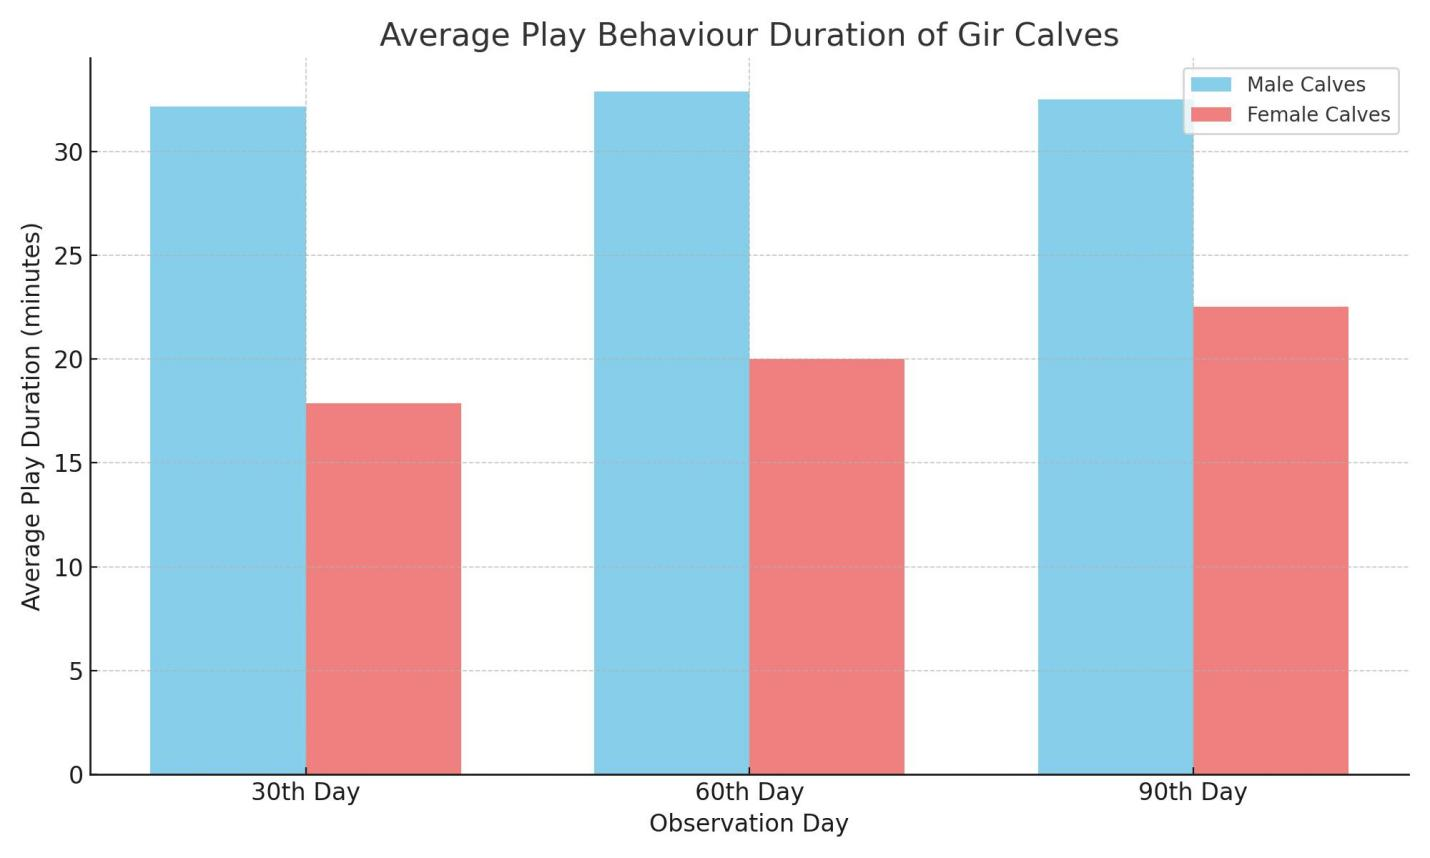 Average Play Behaviour Duration of Gir Calves
Male Calves
Female Calves
Average Play Duration (minutes)
30
25
20
15
10
5
0
30th Day
60th Day
90th Day
Observation Day